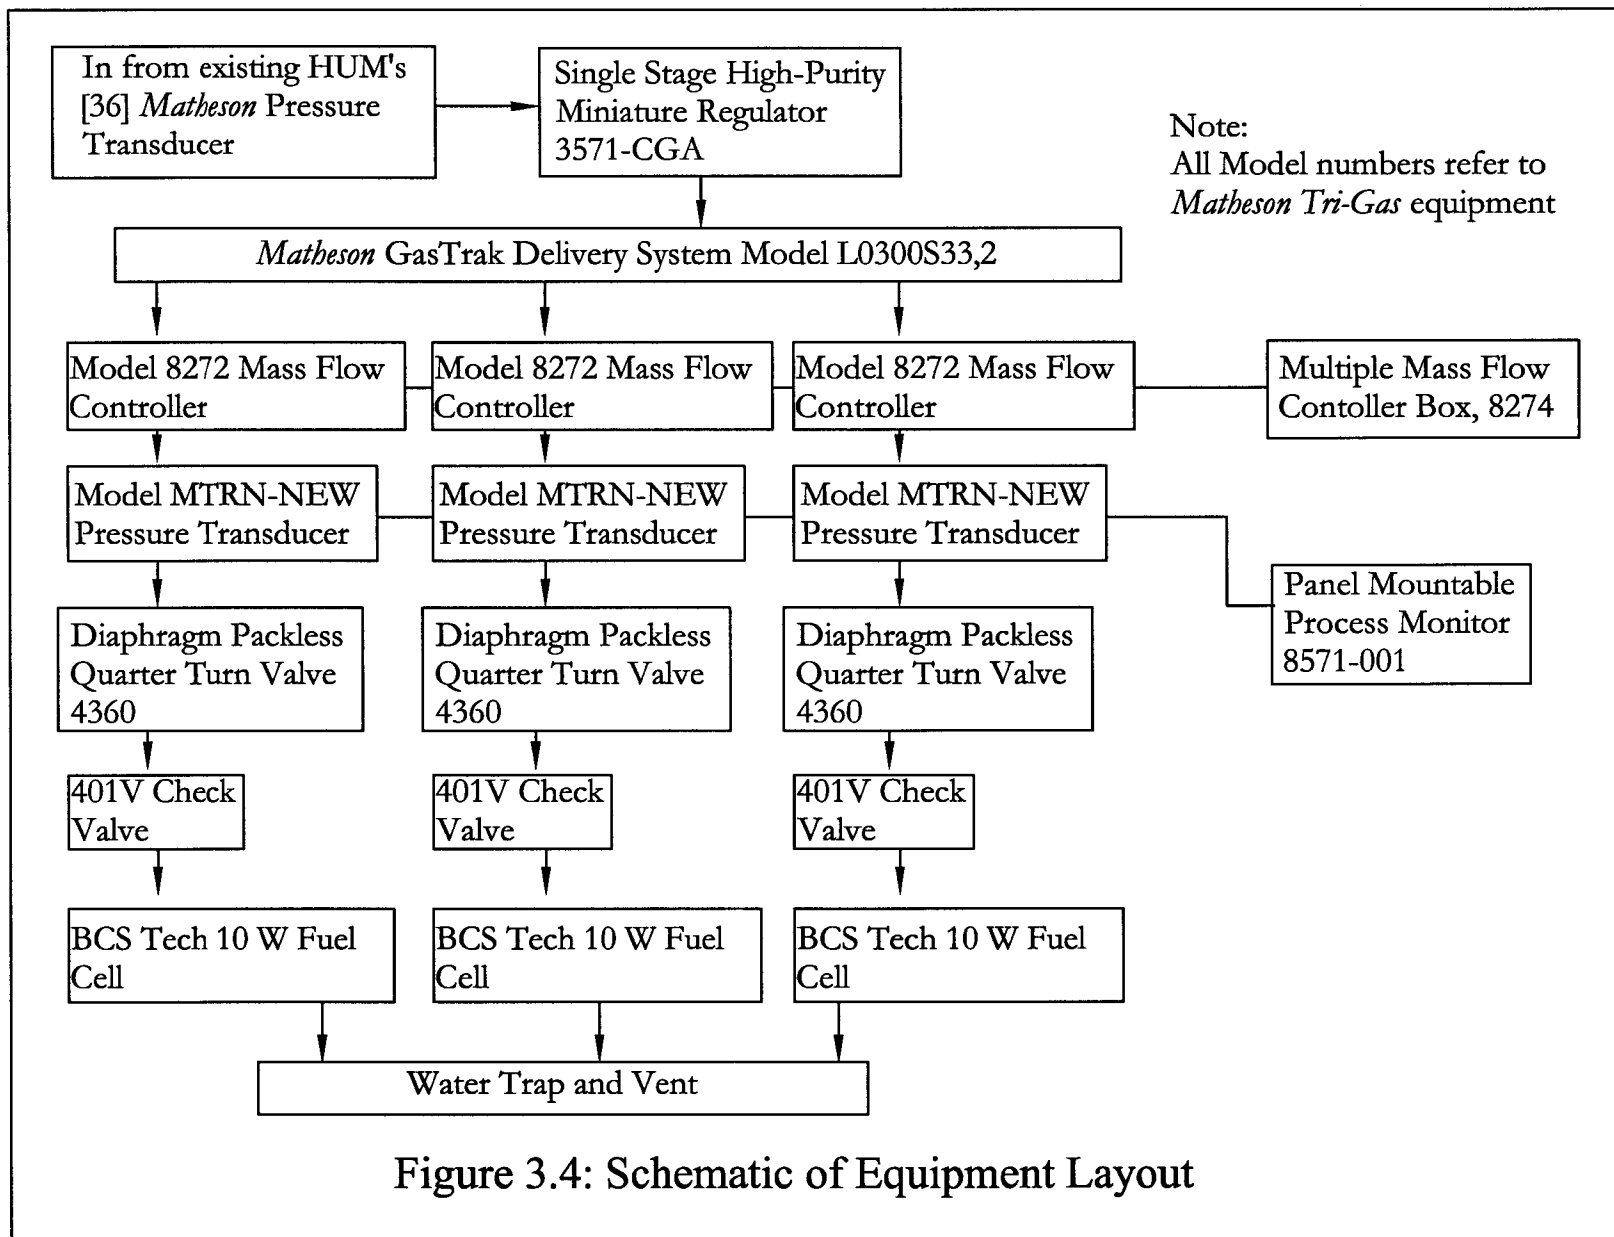 In from existing HUM's
[36] Matheson Pressure
Transducer
Single Stage High-Purity
Miniature Regulator
3571-CGA
Note:
All Model numbers refer to
Matheson Tri-Gas equipment
Matheson GasTrak Delivery System Model L0300S33,2
Model 8272 Mass Flow
Controller
Model 8272 Mass Flow
Controller
Model 8272 Mass Flow
Controller
Multiple Mass Flow
Contoller Box, 8274
Model MTRN-NEW
Pressure Transducer
Model MTRN-NEW
Pressure Transducer
Model MTRN-NEW
Pressure Transducer
Panel Mountable
Process Monitor
8571-001
Diaphragm Packless
Quarter Turn Valve
4360
Diaphragm Packless
Quarter Turn Valve
4360
Diaphragm Packless
Quarter Turn Valve
4360
401V Check
Valve
401V Check
Valve
401V Check
Valve
BCS Tech 10 W Fuel
Cell
BCS Tech 10 W Fuel
Cell
BCS Tech 10 W Fuel
Cell
Water Trap and Vent
Figure 3.4: Schematic of Equipment Layout